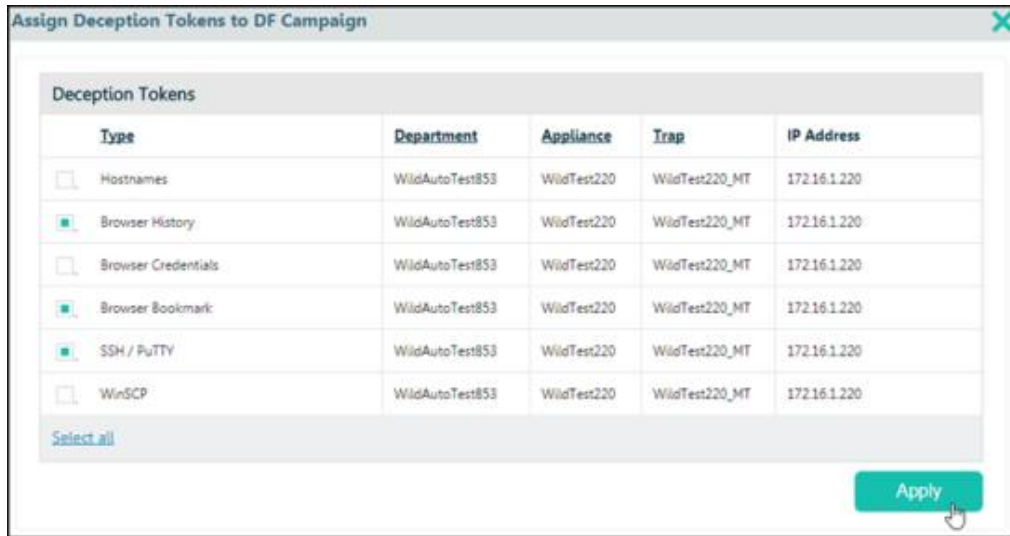 Assign Deception Tokens to DF Campaign
Deception Tokens
Type Department Appliance Trap IP Address
Hostnames WildAutoTest853 WildTest220 WildTest220_MT 172.16.1.220
Browser History WildAutoTest853 WildTest220 WildTest220_MT 172.16.1.220
Browser Credentials WildAutoTest853 WildTest220 WildTest220_MT 172.16.1.220
Browser Bookmark WildAutoTest853 WildTest220 WildTest220_MT 172.16.1.220
SSH / PuTTY WildAutoTest853 WildTest220 WildTest220_MT 172.16.1.220
WinSCP WildAutoTest853 WildTest220 WildTest220_MT 172.16.1.220
Select all
Apply